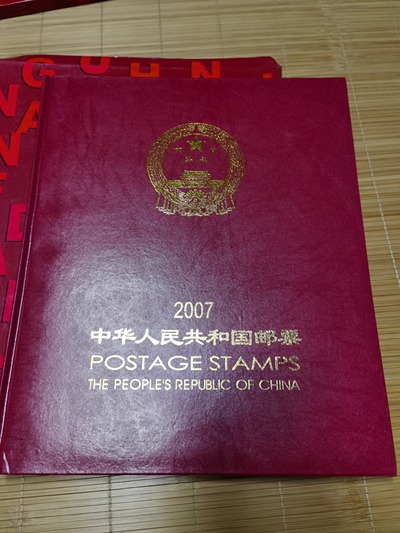 2007
中华人民共和国邮票
POSTAGE STAMPS
THE PEOPLE'S REPUBLIC OF CHINA